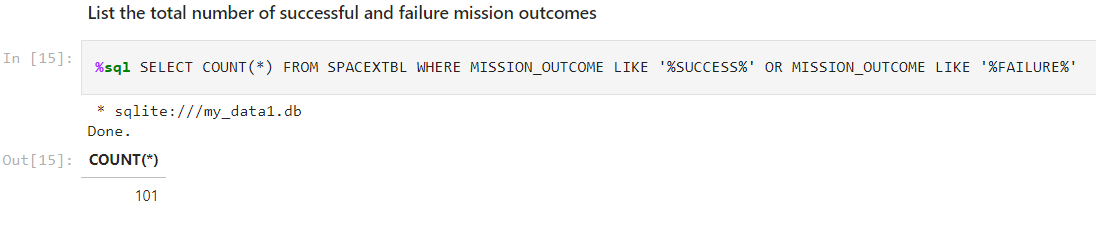 List the total number of successful and failure mission outcomes
In [15]: %sql SELECT COUNT(*) FROM SPACEXTBL WHERE MISSION_OUTCOME LIKE '%SUCCESS%' OR MISSION_OUTCOME LIKE '%FAILURE%'
* sqlite:///my_data1.db
Done.
Out[15]: COUNT(*)
101